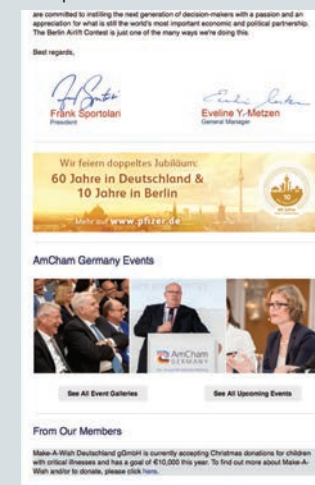 are committed to instilling the next generation of decision-makers with a passion and an
appreciation for what is still the world's most important economic and political partnership.
The Berlin Airlift Contest is just one of the many ways we're doing this.
Best regards,
Frank Sportolari
President
Eveline Y. Metzen
General Manager
Wir feiern doppeltes Jubiläum:
60 Jahre in Deutschland &
10 Jahre in Berlin
Mehr auf www.pfizer.de
10
AmCham Germany Events
AmCham
GERMANY
See All Event Galleries
See All Upcoming Events
From Our Members
Make-A-Wish Deutschland gGmbH is currently accepting Christmas donations for children
with critical illnesses and has a goal of €10,000 this year. To find out more about Make-A-
Wish and/or to donate, please click here.